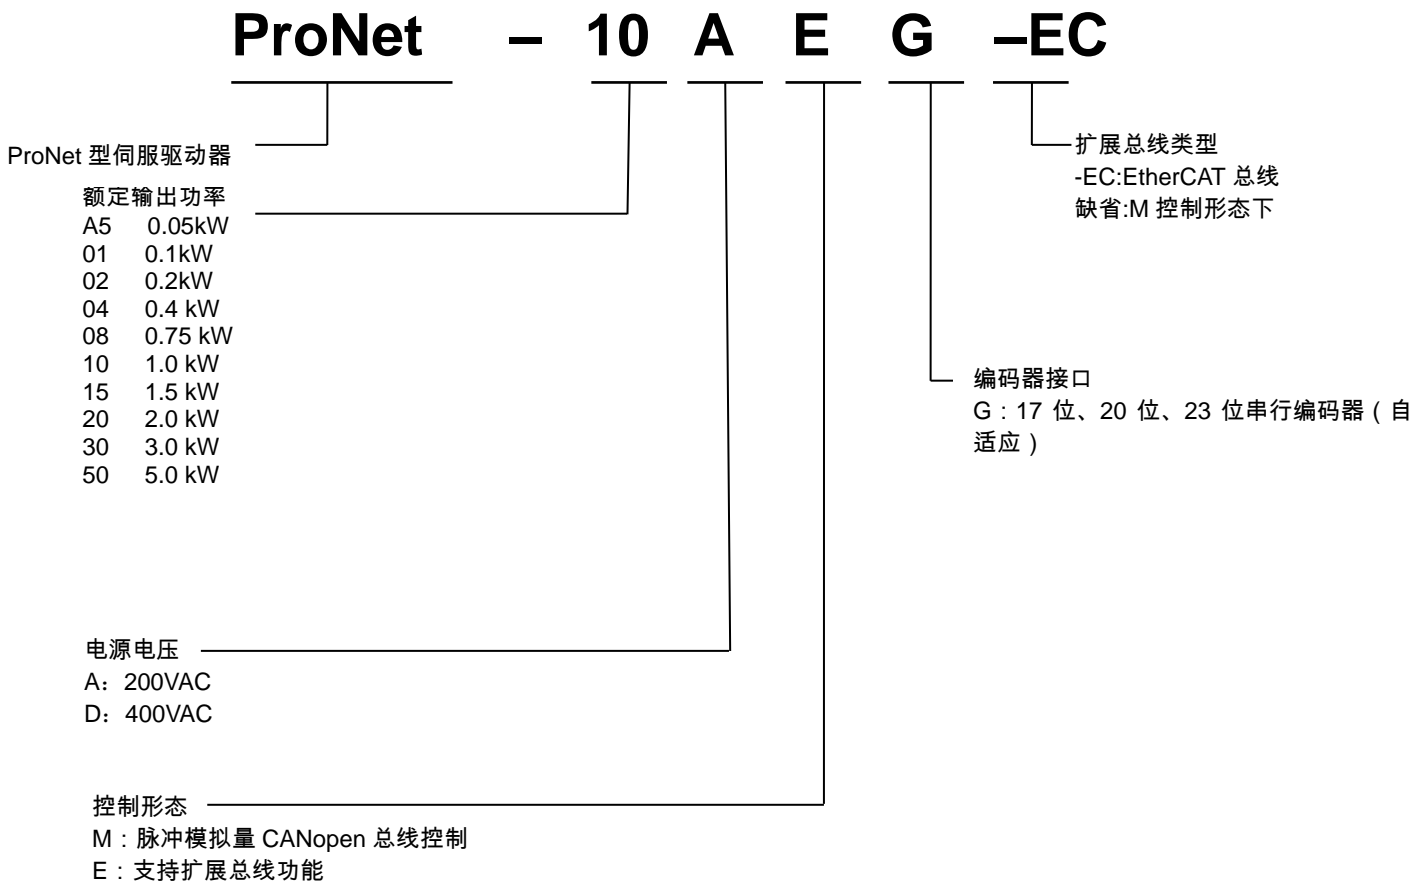 ProNet – 10 A E G –EC
ProNet 型伺服驱动器
额定输出功率
A5 0.05kW
01 0.1kW
02 0.2kW
04 0.4 kW
08 0.75 kW
10 1.0 kW
15 1.5 kW
20 2.0 kW
30 3.0 kW
50 5.0 kW
扩展总线类型
-EC:EtherCAT 总线
缺省:M 控制形态下
编码器接口
G：17 位、20 位、23 位串行编码器（自
适应）
电源电压
A：200VAC
D：400VAC
控制形态
M：脉冲模拟量 CANopen 总线控制
E：支持扩展总线功能